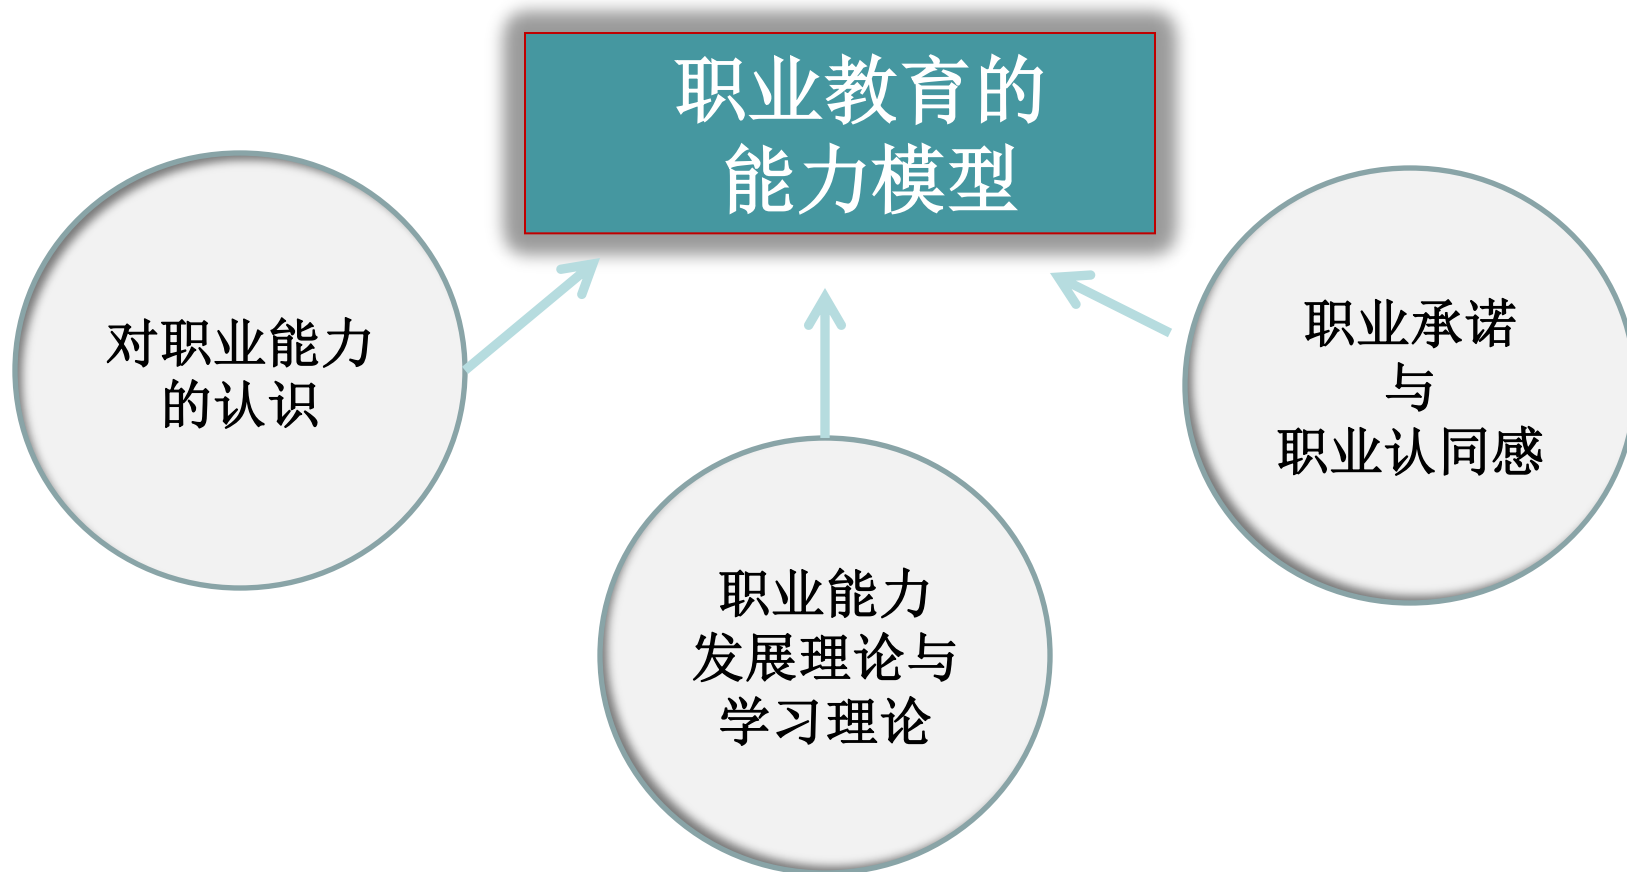 职业教育的
能力模型
对职业能力
的认识
职业能力
发展理论与
学习理论
职业承诺
与
职业认同感